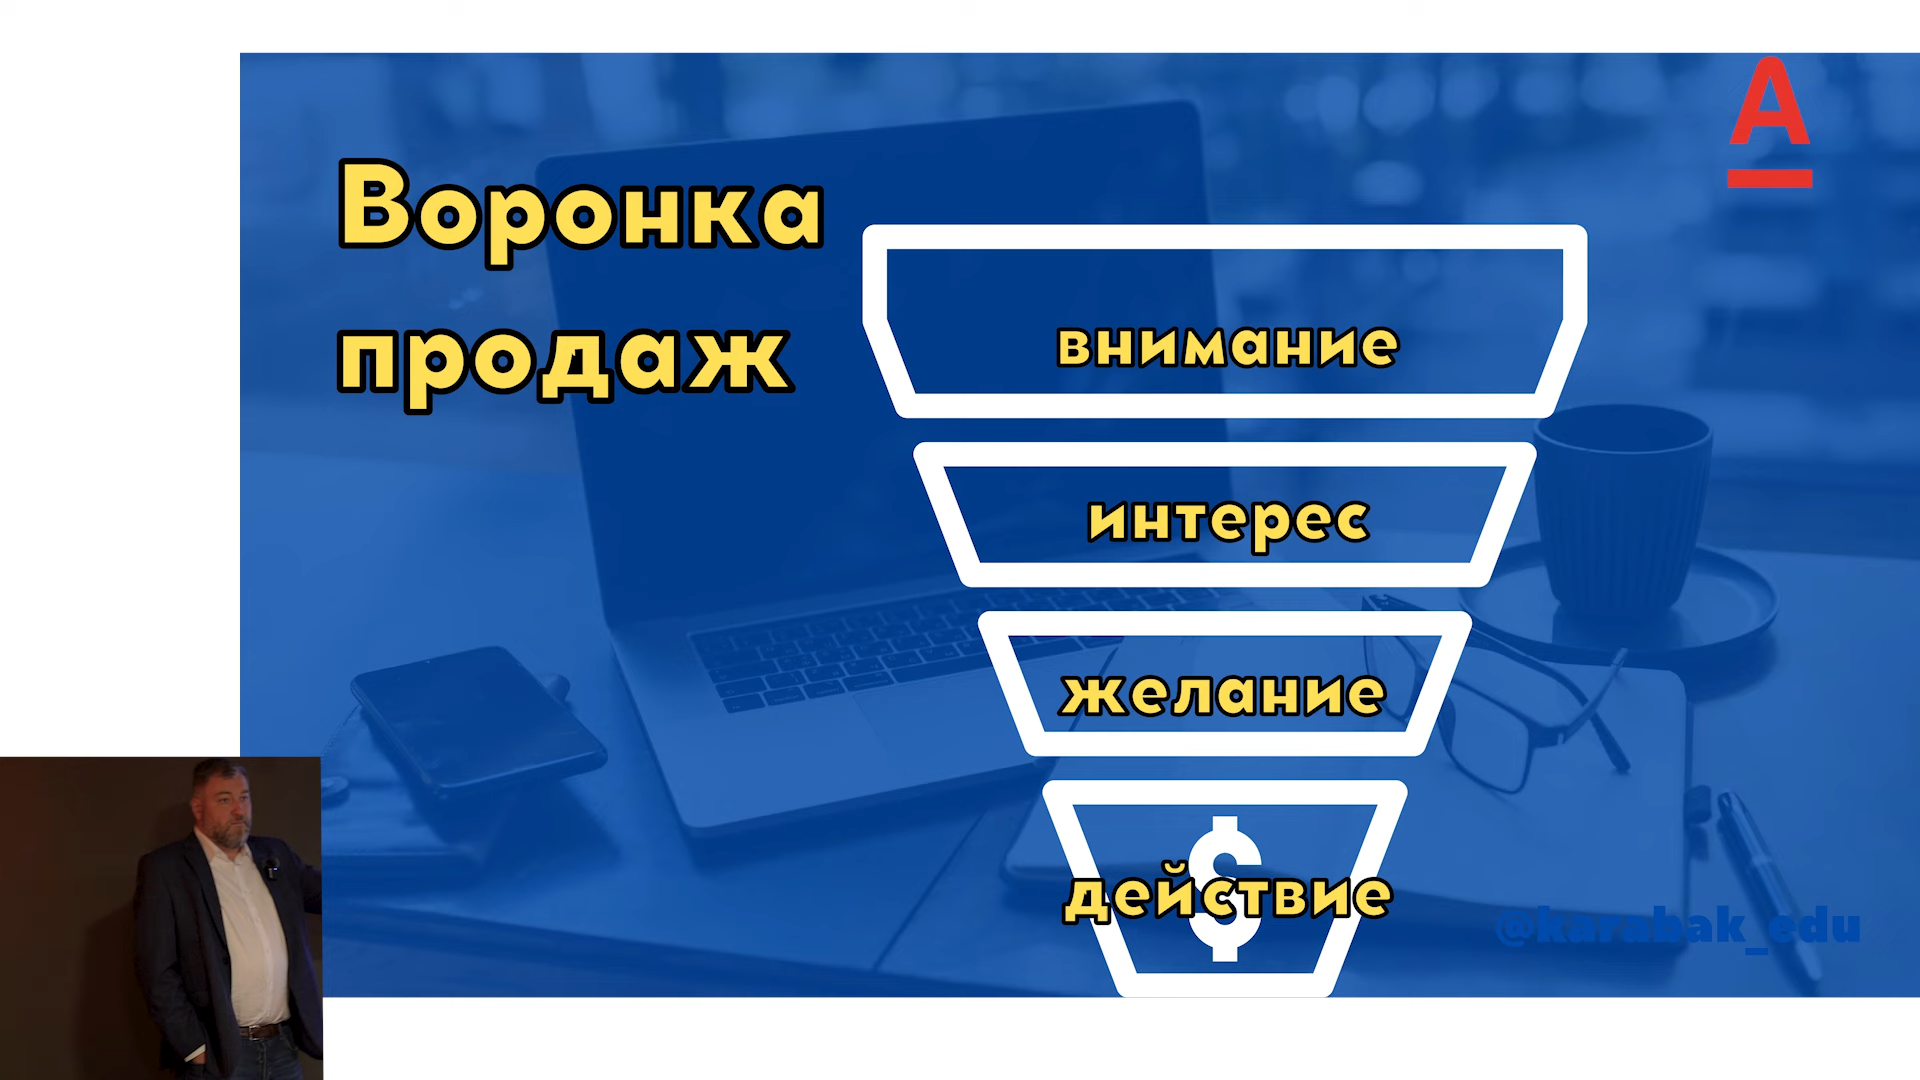 А
Воронка
продаж
внимание
интерес
желание
$
действие
@karabak_edu